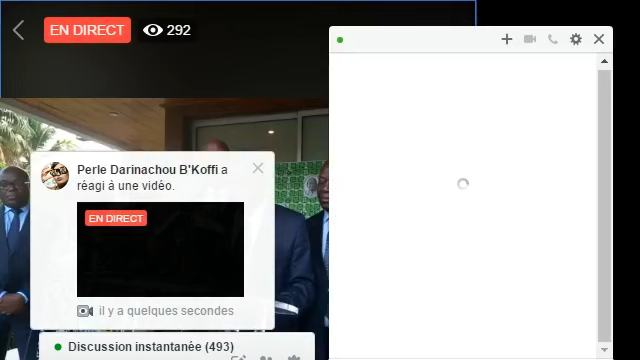 EN DIRECT 292
Perle Darinachou B'Koffi a
réagi à une vidéo.
EN DIRECT
il y a quelques secondes
Discussion instantanée (493)